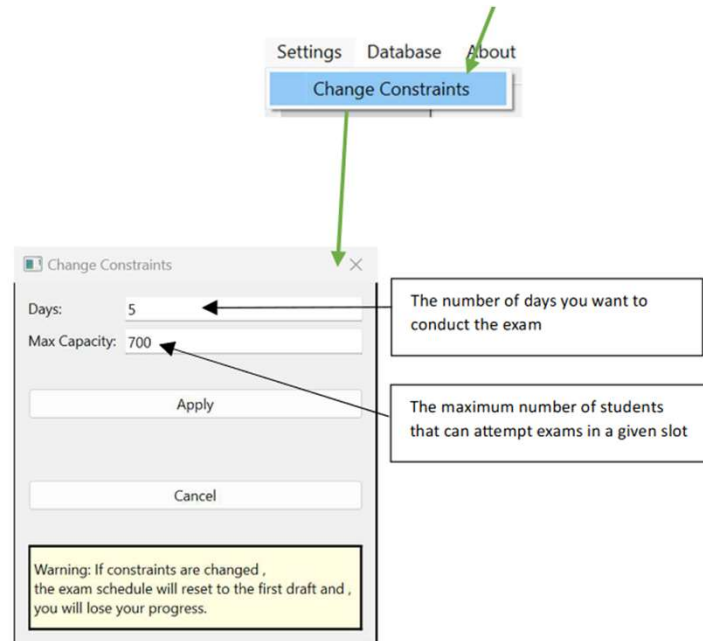 Settings Database About
Change Constraints
Change Constraints
Days: 5
The number of days you want to
conduct the exam
Max Capacity: 700
Apply
The maximum number of students
that can attempt exams in a given slot
Cancel
Warning: If constraints are changed ,
the exam schedule will reset to the first draft and ,
you will lose your progress.